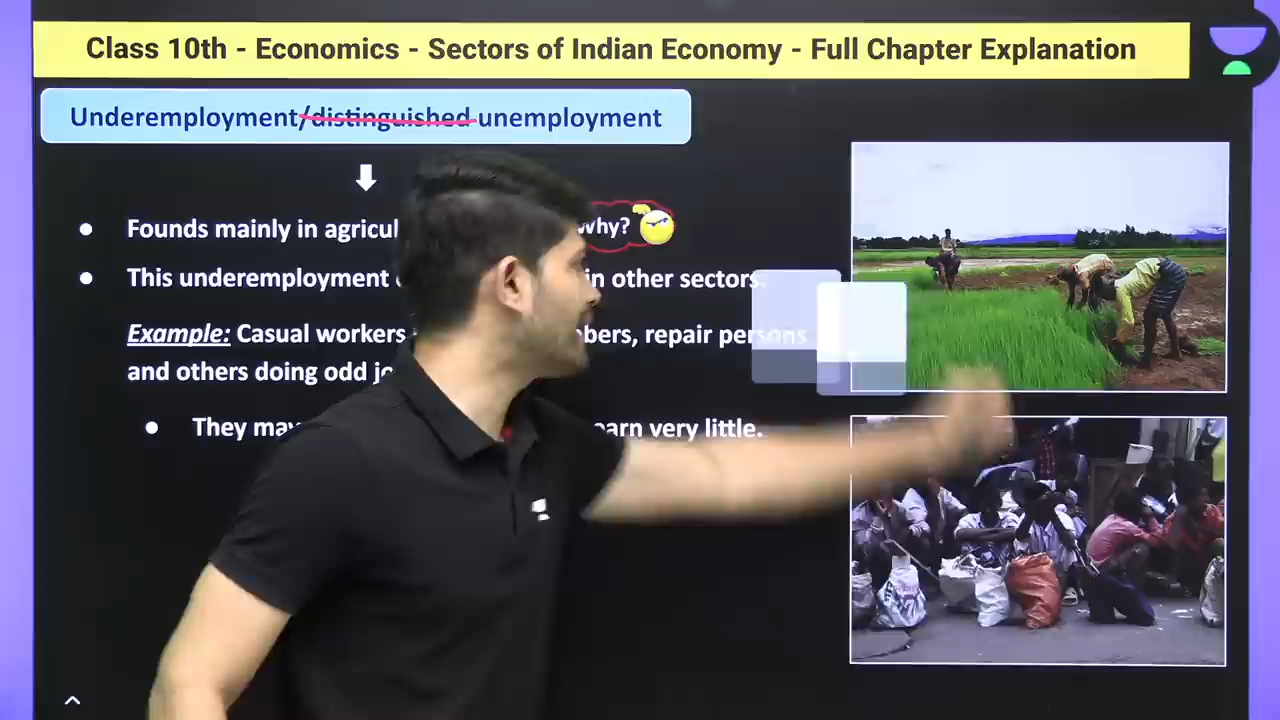 Class 10th - Economics - Sectors of Indian Economy - Full Chapter Explanation
Underemployment/distinguished unemployment
Founds mainly in agricul why?
This underemployment in other sectors.
Example: Casual workers bers, repair persons
and others doing odd jo
They may earn very little.